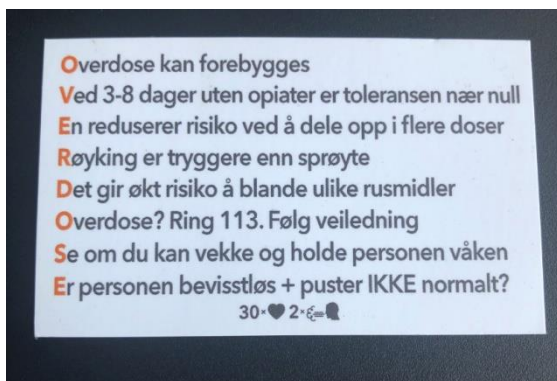 Overdose kan forebygges
Ved 3-8 dager uten opiater er toleransen nær null
En reduserer risiko ved å dele opp i flere doser
Røyking er tryggere enn sprøyte
Det gir økt risiko å blande ulike rusmidler
Overdose? Ring 113. Følg veiledning
Se om du kan vekke og holde personen våken
Er personen bevisstløs + puster IKKE normalt?
30× 2×